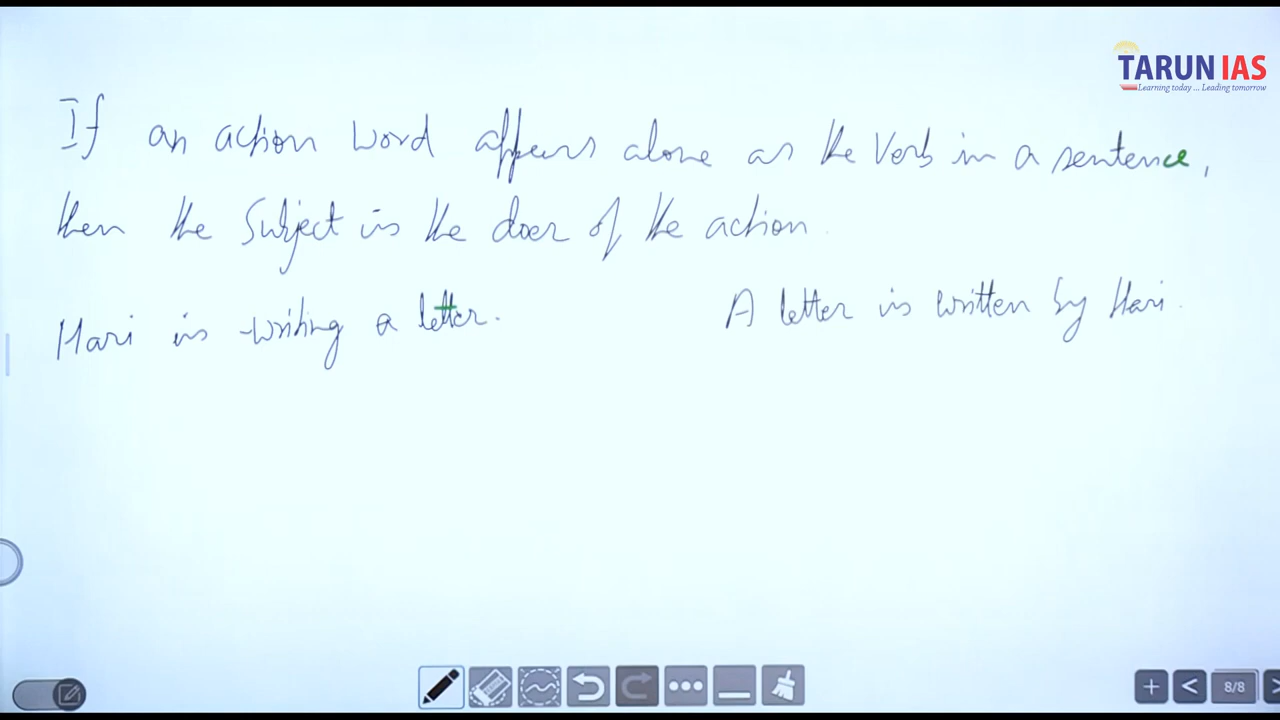 TARUN IAS
Learning today ... Leading tomorrow
If an action word appears alone as the verb in a sentence,
then the Subject is the doer of the action.
Hari is writing a letter. A letter is written by Hari.
8/8